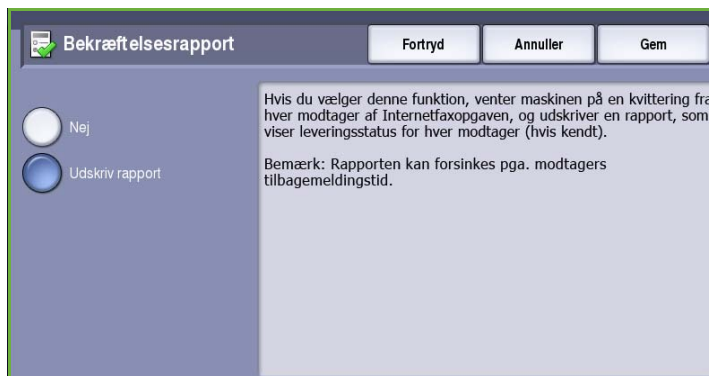 Bekræftelsesrapport
Fortryd
Annuller
Gem
Nej
Udskriv rapport
Hvis du vælger denne funktion, venter maskinen på en kvittering fra
hver modtager af Internetfaxopgaven, og udskriver en rapport, som
viser leveringsstatus for hver modtager (hvis kendt).
Bemærk: Rapporten kan forsinkes pga. modtagers
tilbagemeldingstid.